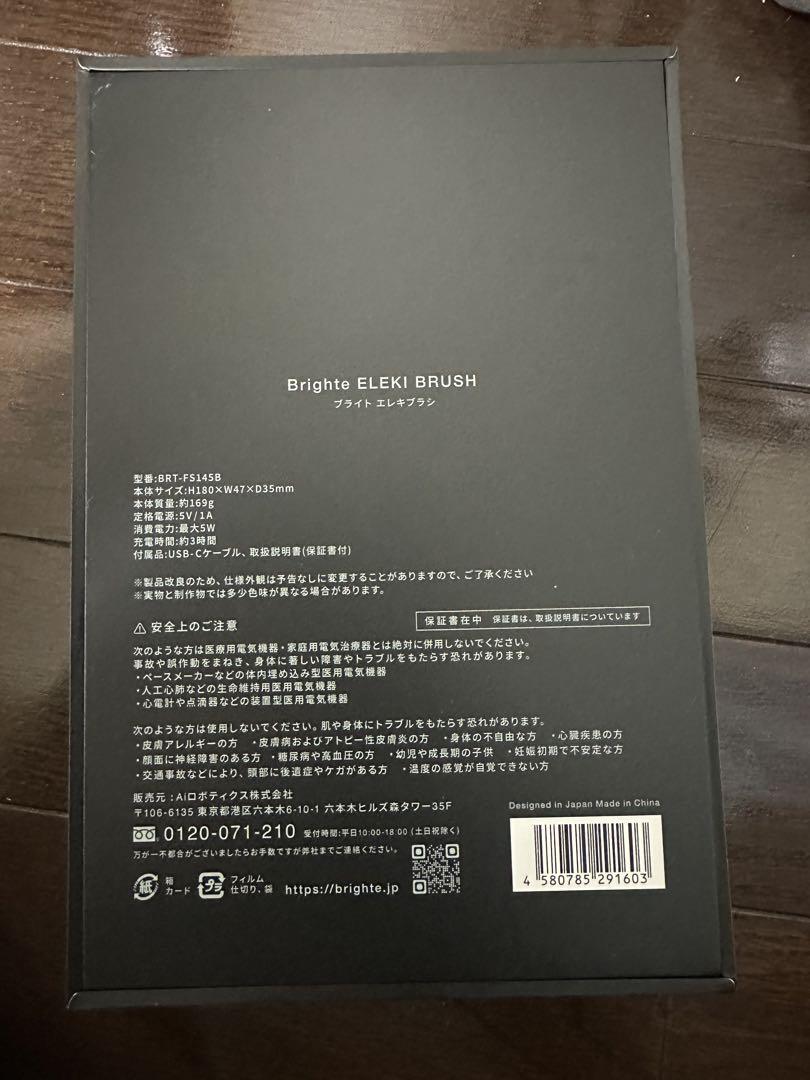 Brighte ELEKI BRUSH
ブライト エレキブラシ
型番:BRT-FS145B
本体サイズ:H180×W47×D35mm
本体質量:約169g
定格電源:5V/1A
消費電力:最大5W
充電時間:約3時間
付属品:USB-Cケーブル、取扱説明書(保証書付)
※製品改良のため、仕様外観は予告なしに変更することがありますので、ご了承ください
※実物と制作物では多少色味が異なる場合があります。
安全上のご注意
保証書在中 保証書は、取扱説明書についています
次のような方は医療用電気機器・家庭用電気治療器とは絶対に併用しないでください。
事故や誤作動をまねき、身体に著しい障害やトラブルをもたらす恐れがあります。
・ペースメーカーなどの体内埋め込み型医用電気機器
・人工心肺などの生命維持用医用電気機器
・心電計や点滴器などの装置型医用電気機器
次のような方は使用しないでください。肌や身体にトラブルをもたらす恐れがあります。
・皮膚アレルギーの方 ・皮膚病およびアトピー性皮膚炎の方 ・身体の不自由な方 ・心臓疾患の方
・顔面に神経障害のある方 ・糖尿病や高血圧の方 ・幼児や成長期の子供 ・妊娠初期で不安定な方
・交通事故などにより、頭部に後遺症やケガがある方 ・温度の感覚が自覚できない方
販売元:Aiロボティクス株式会社
〒106-6135 東京都港区六本木6-10-1 六本木ヒルズ森タワー35F
0120-071-210 受付時間:平日10:00-18:00 (土日祝除く)
万が一不都合がございましたらお手数ですが弊社までご連絡ください。
紙 箱 カード プラ フィルム 仕切り、袋 https://brighte.jp
Designed in Japan Made in China
4 580785 291603